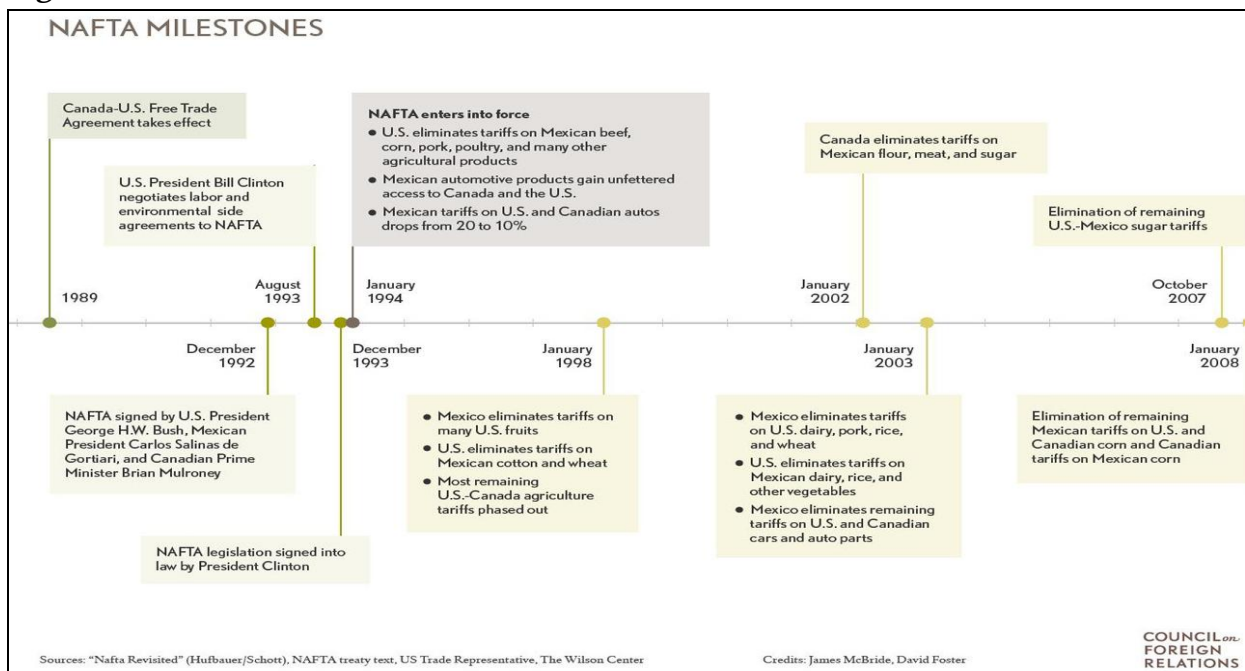 NAFTA MILESTONES
Canada-U.S. Free Trade
Agreement takes effect
U.S. President Bill Clinton
negotiates labor and
environmental side
agreements to NAFTA
NAFTA enters into force
• U.S. eliminates tariffs on Mexican beef,
corn, pork, poultry, and many other
agricultural products
• Mexican automotive products gain unfettered
access to Canada and the U.S.
• Mexican tariffs on U.S. and Canadian autos
drops from 20 to 10%
Canada eliminates tariffs on
Mexican flour, meat, and sugar
Elimination of remaining
U.S.-Mexico sugar tariffs
1989
August
1993
January
1994
January
2002
October
2007
December
1992
December
1993
January
1998
January
2003
January
2008
NAFTA signed by U.S. President
George H.W. Bush, Mexican
President Carlos Salinas de
Gortiari, and Canadian Prime
Minister Brian Mulroney
NAFTA legislation signed into
law by President Clinton
• Mexico eliminates tariffs on
many U.S. fruits
• U.S. eliminates tariffs on
Mexican cotton and wheat
• Most remaining
U.S.-Canada agriculture
tariffs phased out
• Mexico eliminates tariffs
on U.S. dairy, pork, rice,
and wheat
• U.S. eliminates tariffs on
Mexican dairy, rice, and
other vegetables
• Mexico eliminates remaining
tariffs on U.S. and Canadian
cars and auto parts
Elimination of remaining
Mexican tariffs on U.S. and
Canadian corn and Canadian
tariffs on Mexican corn
Sources: "Nafta Revisited" (Hufbauer/Schott), NAFTA treaty text, US Trade Representative, The Wilson Center
Credits: James McBride, David Foster
COUNCIL on
FOREIGN
RELATIONS